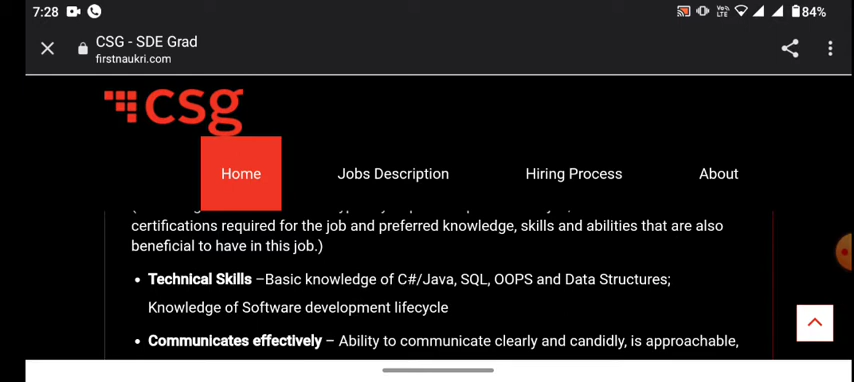 7:28 Vo) LTE 84%
CSG - SDE Grad
firstnaukri.com
csg
Home Jobs Description Hiring Process About
certifications required for the job and preferred knowledge, skills and abilities that are also
beneficial to have in this job.)
• Technical Skills –Basic knowledge of C#/Java, SQL, OOPS and Data Structures;
Knowledge of Software development lifecycle
• Communicates effectively – Ability to communicate clearly and candidly, is approachable,